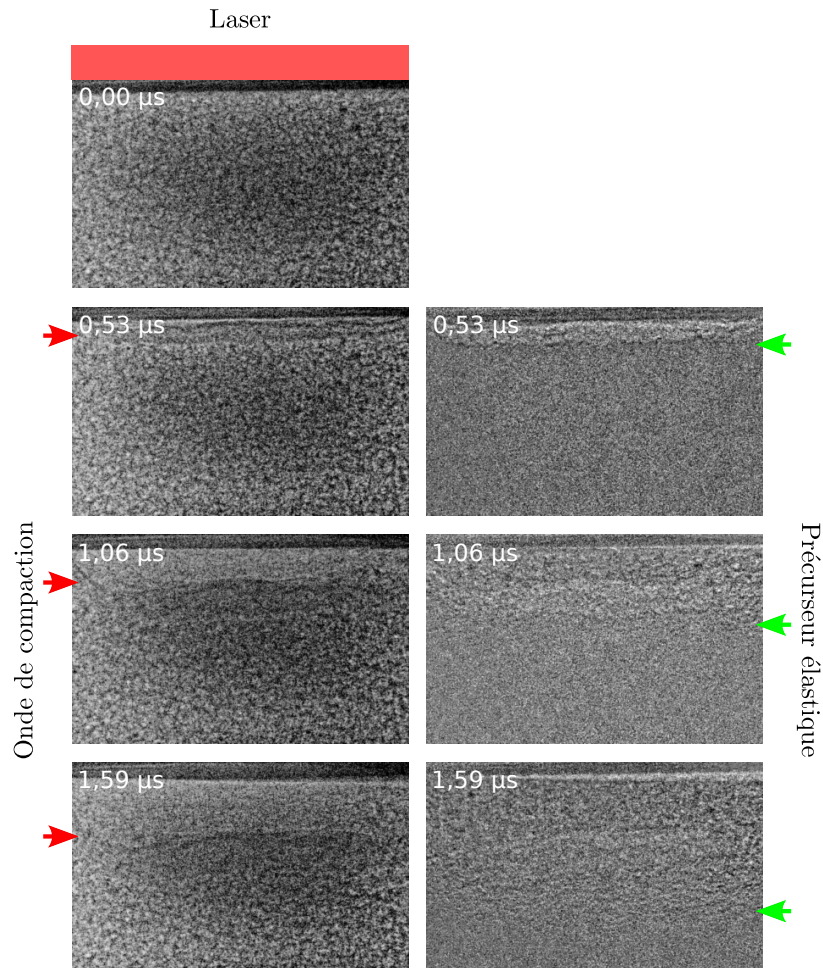 Laser
0,00 µs
0,53 µs
0,53 µs
1,06 µs
1,06 µs
1,59 µs
1,59 µs
Onde de compaction
Précurseur élastique